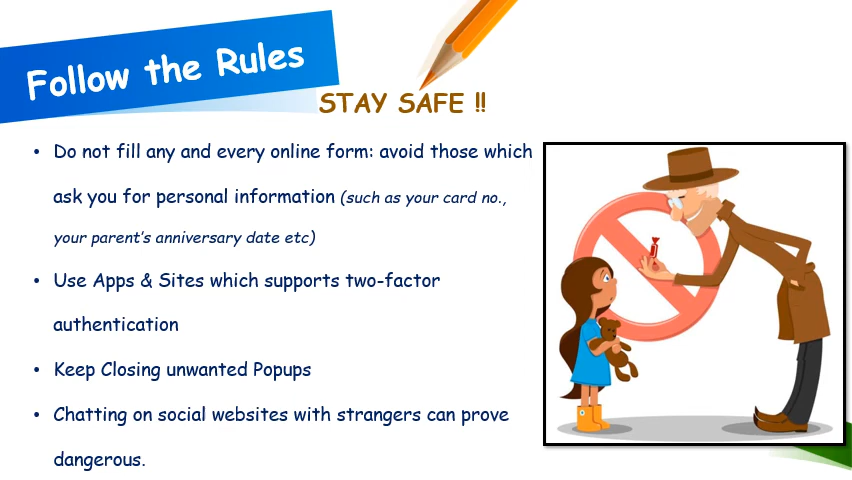 Follow the Rules
STAY SAFE !!
• Do not fill any and every online form: avoid those which
ask you for personal information (such as your card no.,
your parent's anniversary date etc)
• Use Apps & Sites which supports two-factor
authentication
• Keep Closing unwanted Popups
• Chatting on social websites with strangers can prove
dangerous.